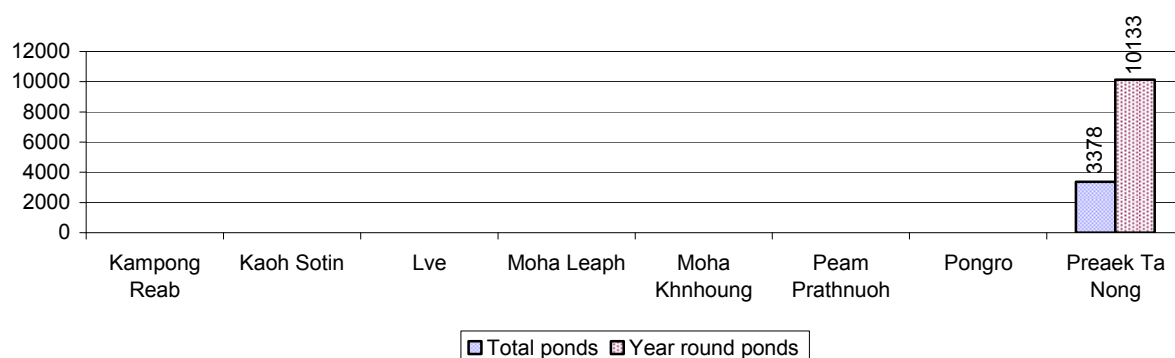 12000
10000
8000
6000
4000
2000
0
3378
10133
Kampong Reab
Kaoh Sotin
Lve
Moha Leaph
Moha Khnhoung
Peam Prathnuoh
Pongro
Preaek Ta Nong
Total ponds
Year round ponds